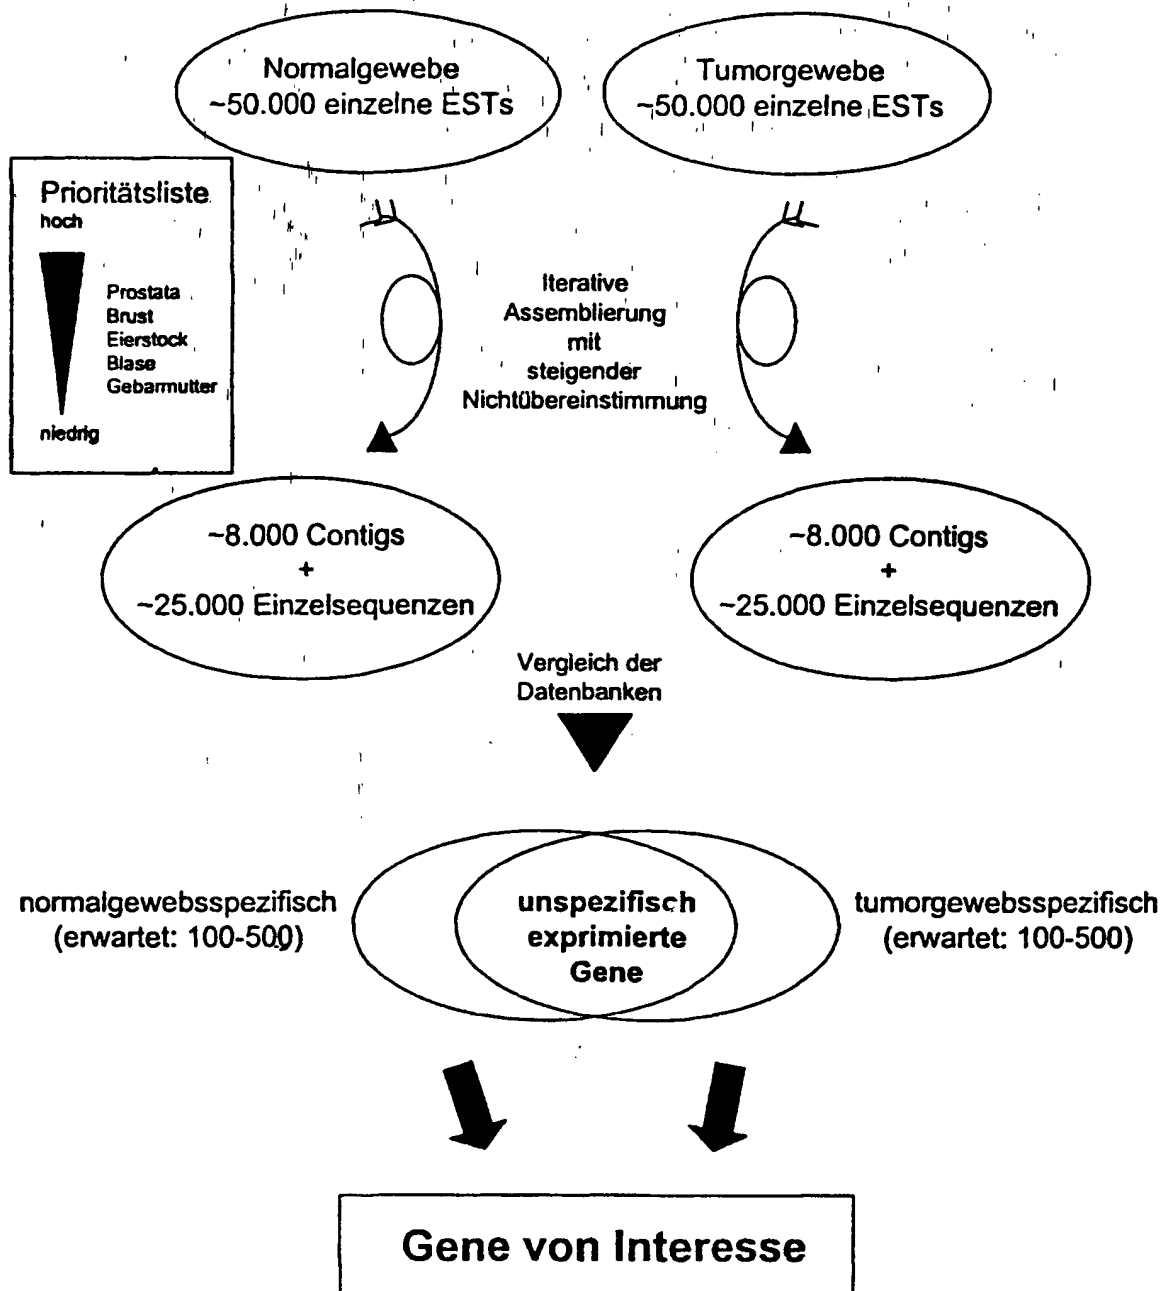 Normalgewebe
~50.000 einzelne ESTs
Tumorgewebe
~50.000 einzelne ESTs
Prioritätsliste
hoch
Prostata
Brust
Eierstock
Blase
Gebarmutter
niedrig
Iterative
Assemblierung
mit
steigender
Nichtübereinstimmung
~8.000 Contigs
+
~25.000 Einzelsequenzen
~8.000 Contigs
+
~25.000 Einzelsequenzen
Vergleich der
Datenbanken
normalgewebsspezifisch
(erwartet: 100-500)
unspezifisch
exprimierte
Gene
tumorgewebsspezifisch
(erwartet: 100-500)
Gene von Interesse